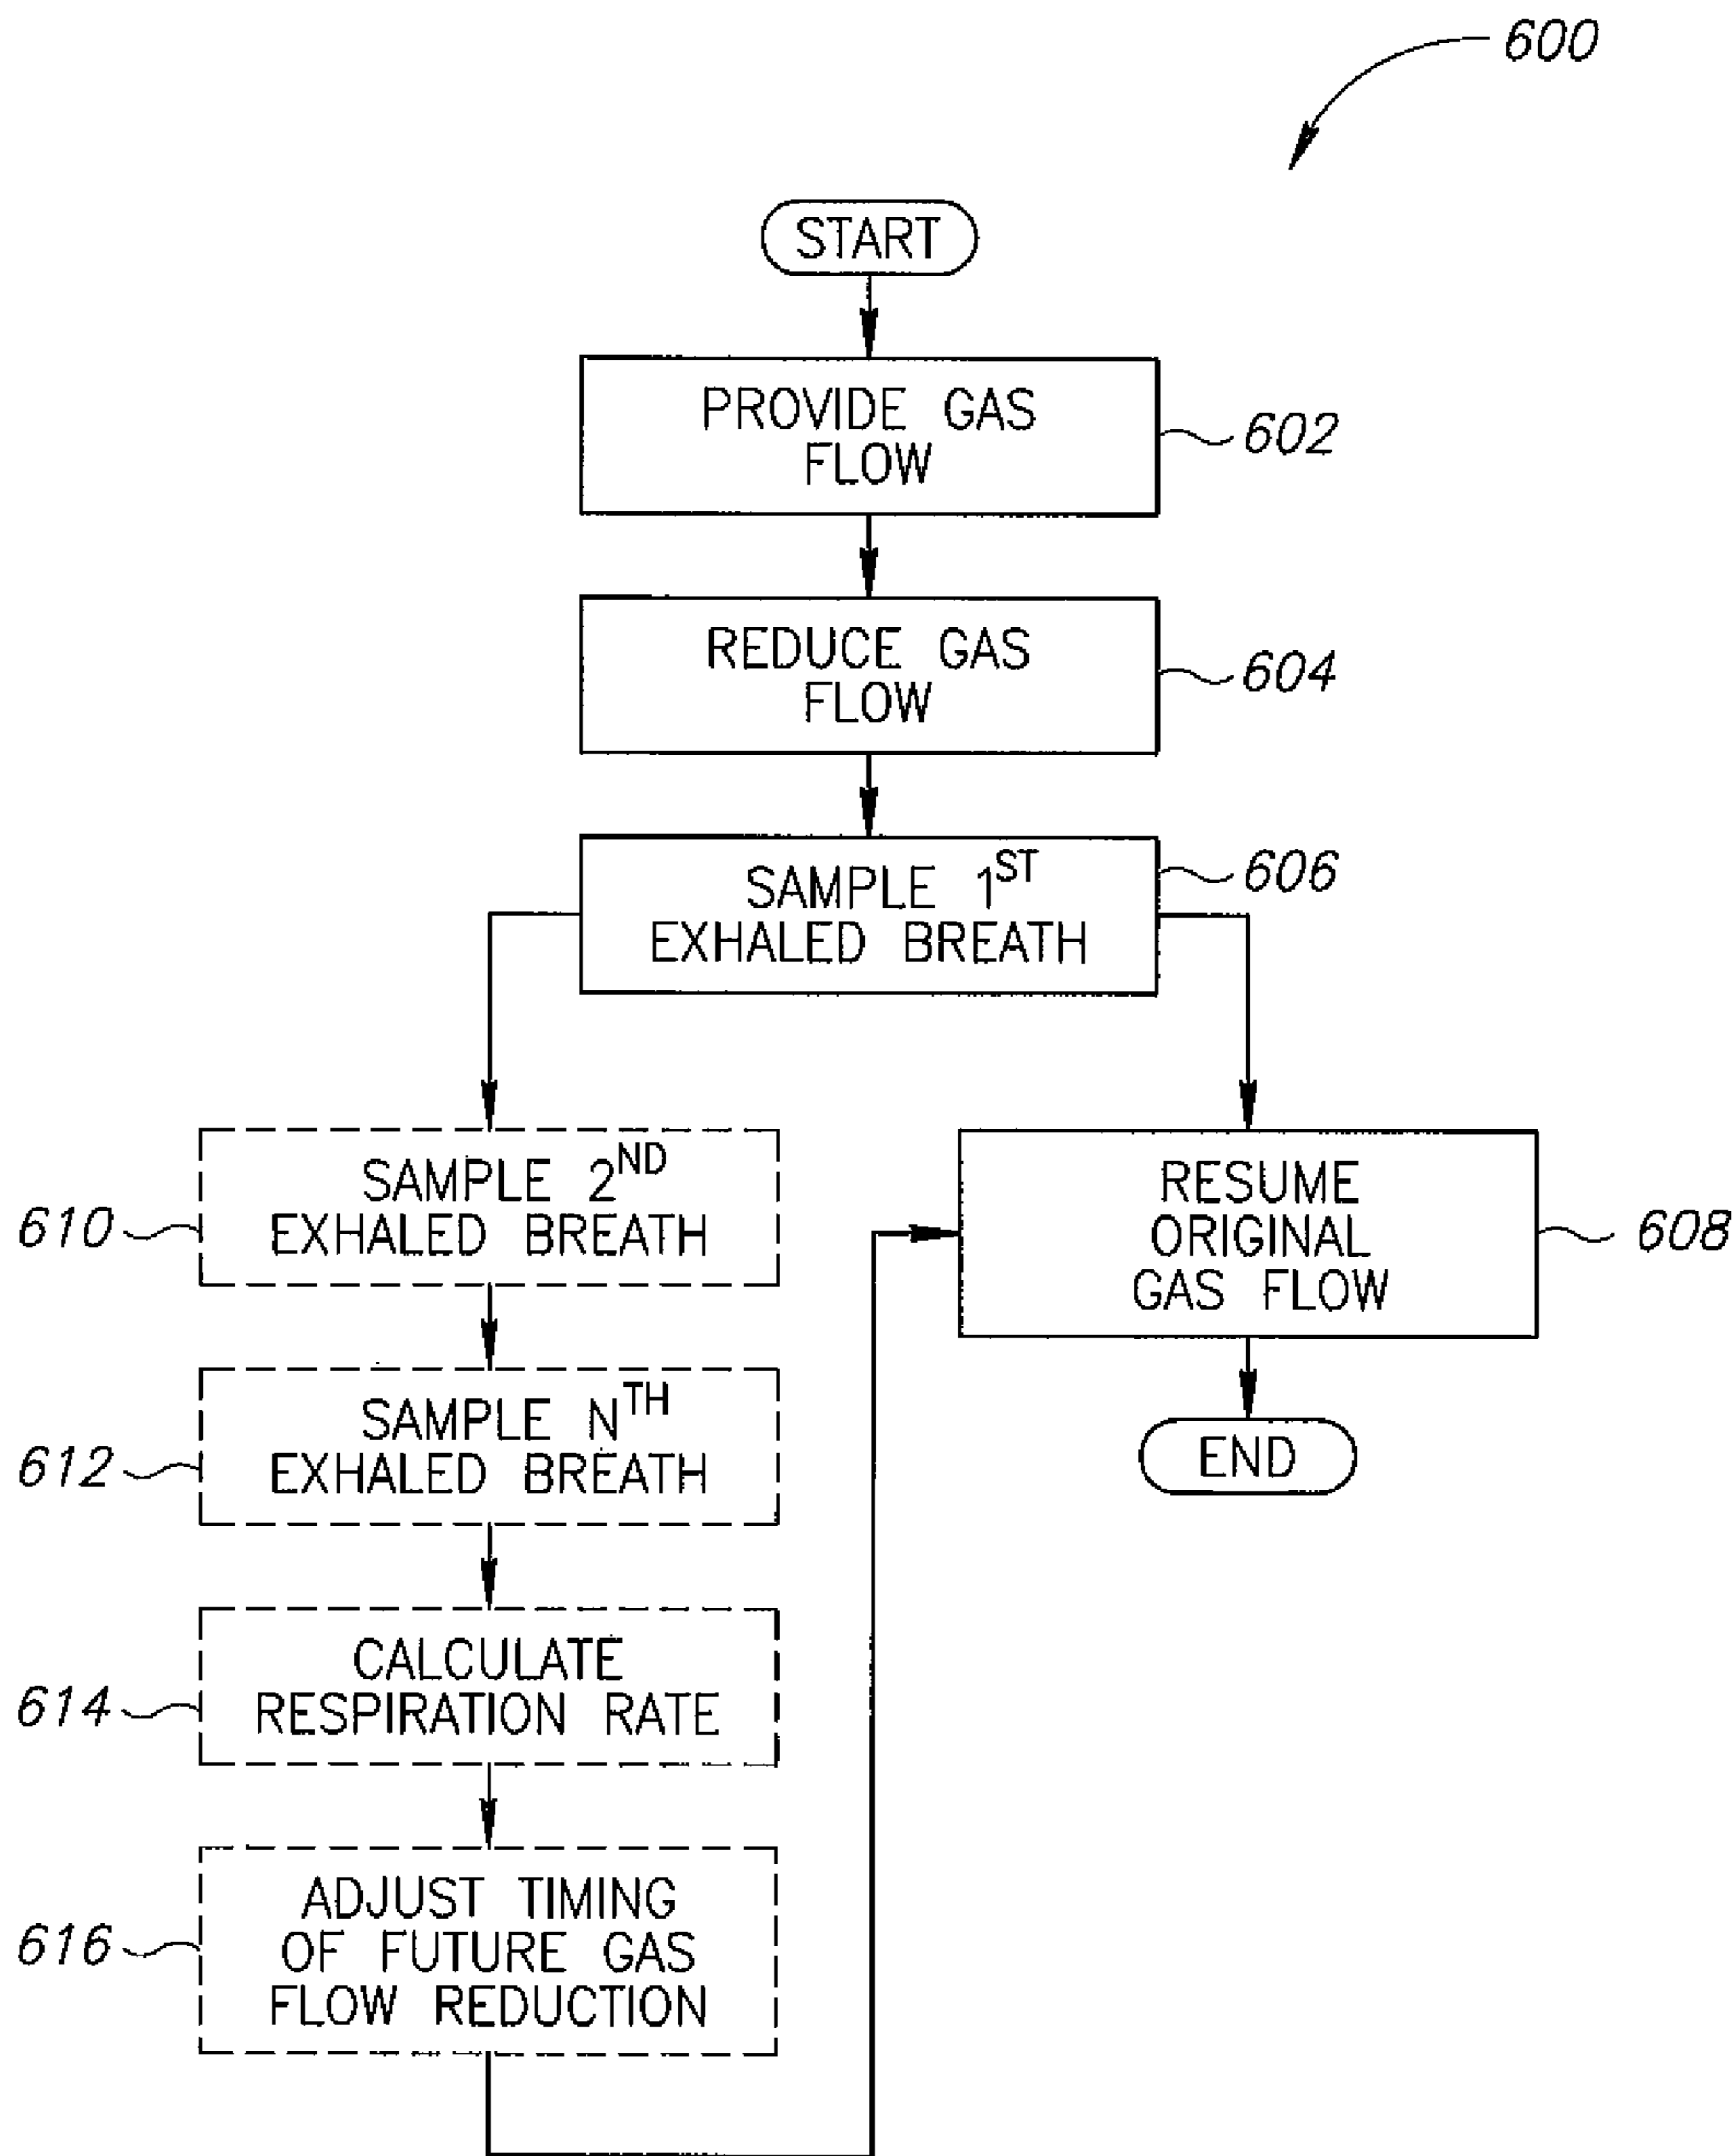 600
START
PROVIDE GAS
FLOW
602
REDUCE GAS
FLOW
604
SAMPLE 1ST
EXHALED BREATH
606
SAMPLE 2ND
EXHALED BREATH
610
RESUME
ORIGINAL
GAS FLOW
608
SAMPLE NTH
EXHALED BREATH
612
END
CALCULATE
RESPIRATION RATE
614
ADJUST TIMING
OF FUTURE GAS
FLOW REDUCTION
616